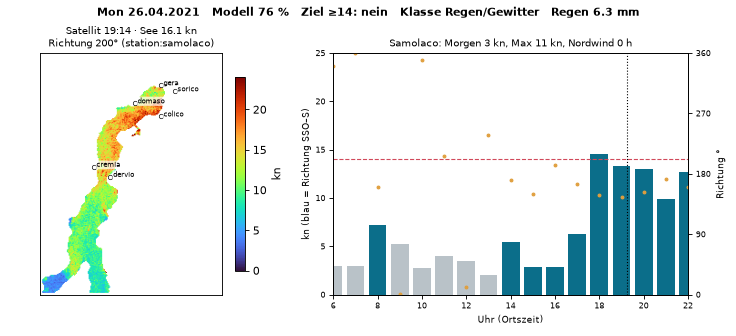 Mon 26.04.2021 Modell 76 % Ziel ≥14: nein Klasse Regen/Gewitter Regen 6.3 mm
Satellit 19:14 · See 16.1 kn
Richtung 200° (station:samolaco)
gera
sorico
domaso
colico
cremia
dervio
20
15
10
5
0
kn
Samolaco: Morgen 3 kn, Max 11 kn, Nordwind 0 h
25
20
15
10
5
0
kn (blau = Richtung SSO–S)
360
270
180
90
0
Richtung °
6 8 10 12 14 16 18 20 22
Uhr (Ortszeit)